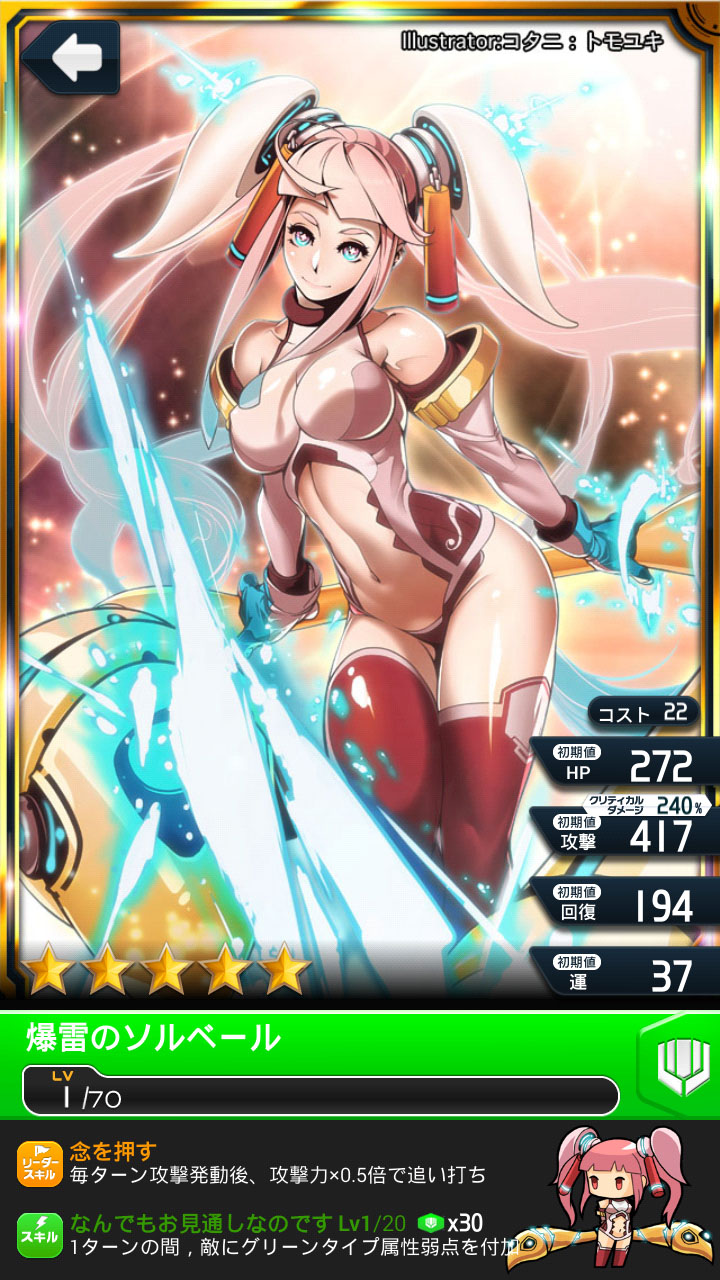 Illustrator:コタニ：トモユキ
コスト 22
初期値
HP 272
クリティカル
ダメージ 240%
初期値
攻撃 417
初期値
回復 194
初期値
運 37
爆雷のソルベール
LV
1/70
リーダー
スキル
念を押す
毎ターン攻撃発動後、攻撃力×0.5倍で追い打ち
スキル
なんでもお見通しなのです Lv1/20 x30
1ターンの間，敵にグリーンタイプ属性弱点を付加